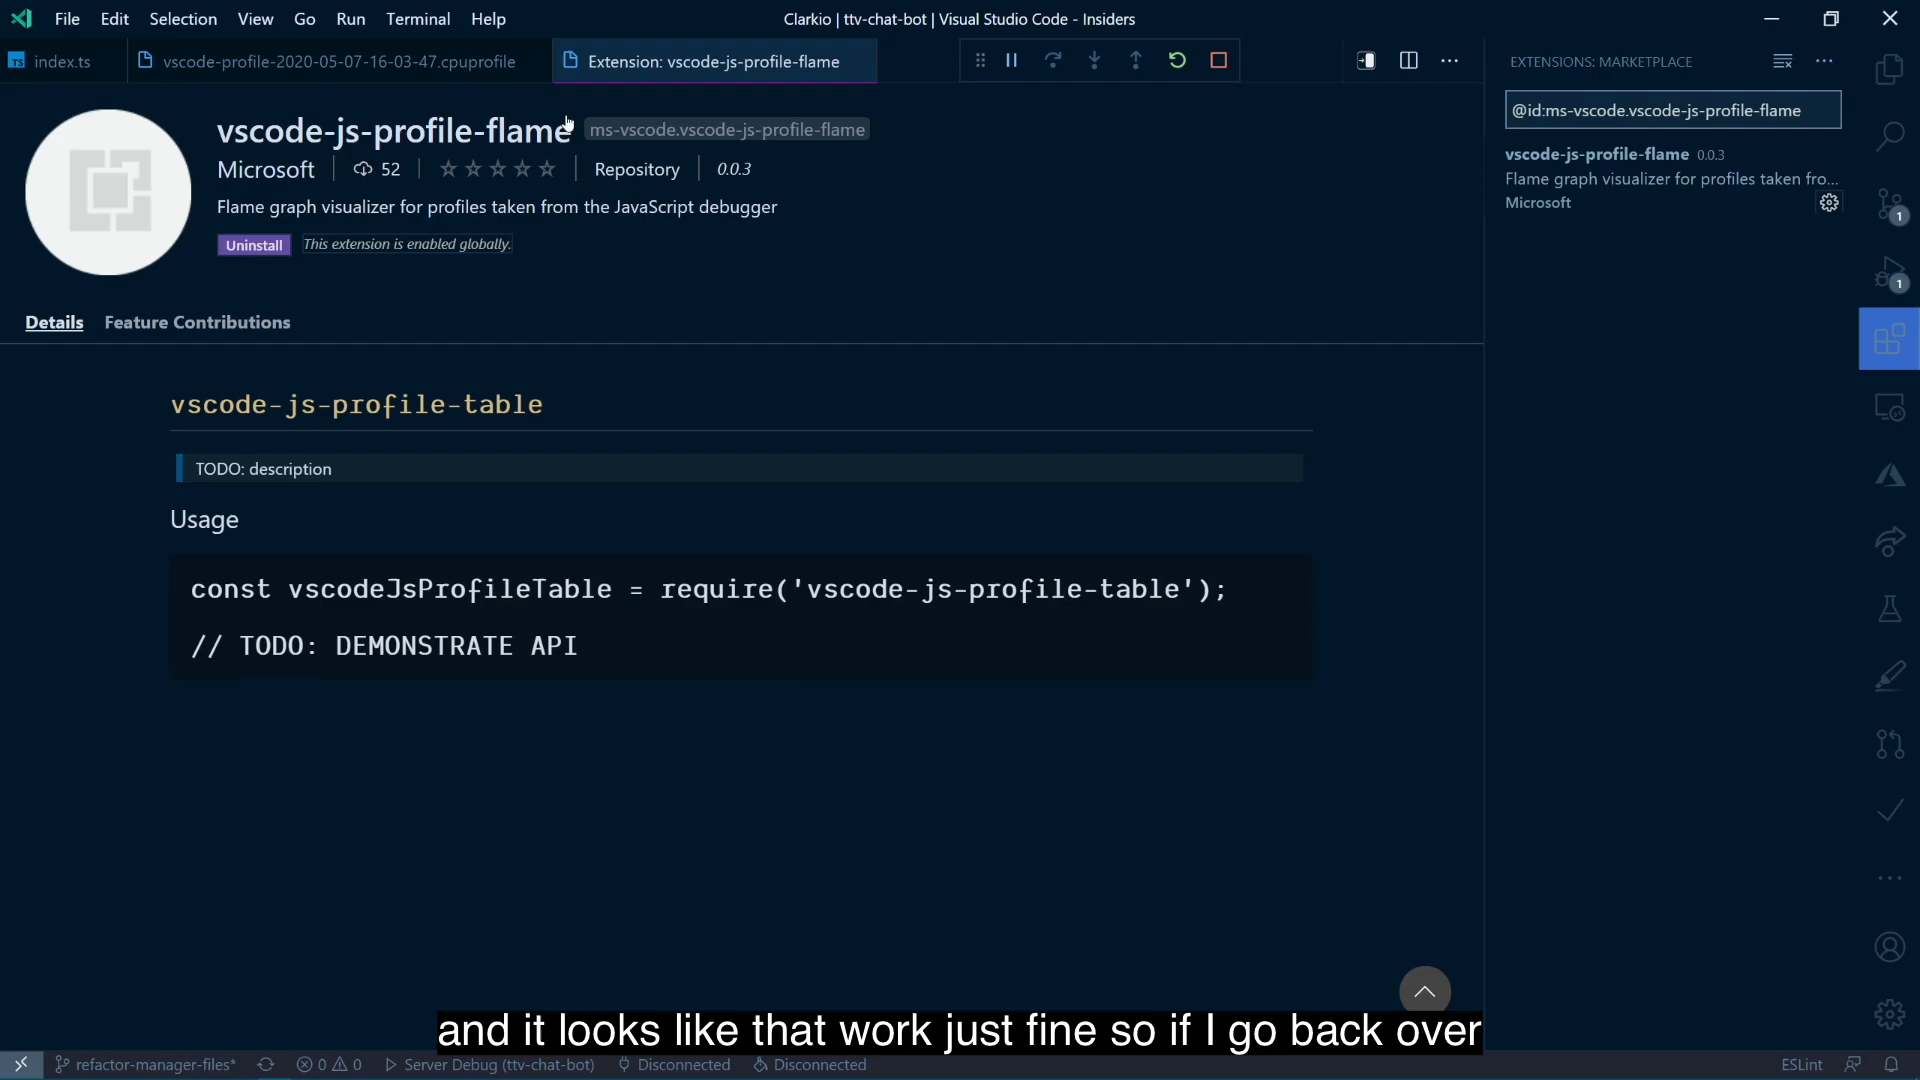 File Edit Selection View Go Run Terminal Help
Clarkio | ttv-chat-bot | Visual Studio Code - Insiders
TS index.ts
vscode-profile-2020-05-07-16-03-47.cpuprofile
Extension: vscode-js-profile-flame
EXTENSIONS: MARKETPLACE
@id:ms-vscode.vscode-js-profile-flame
vscode-js-profile-flame 0.0.3
Flame graph visualizer for profiles taken fro...
Microsoft
1
1
vscode-js-profile-flame ms-vscode.vscode-js-profile-flame
Microsoft 52 Repository 0.0.3
Flame graph visualizer for profiles taken from the JavaScript debugger
Uninstall This extension is enabled globally.
Details Feature Contributions
vscode-js-profile-table
TODO: description
Usage
const vscodeJsProfileTable = require('vscode-js-profile-table');
// TODO: DEMONSTRATE API
and it looks like that work just fine so if I go back over
refactor-manager-files* 0 0 Server Debug (ttv-chat-bot) Disconnected Disconnected ESLint